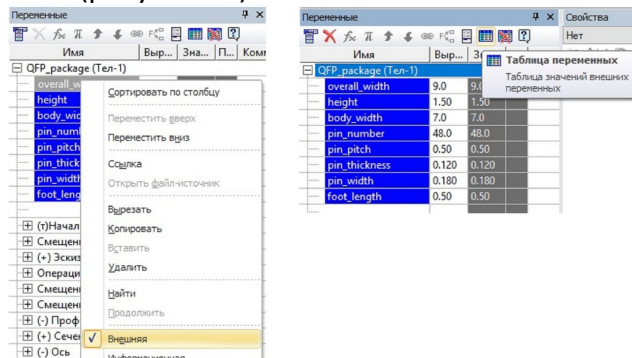 Переменные
Имя Выр... Зна... П... Комм
QFP_package (Тел-1)
overall_w
height
body_wid
pin_numb
pin_pitch
pin_thick
pin_width
foot_leng
(т)Начал
Смещен
(+) Эскиз
Операци
Смещен
Смещен
(-) Проф
(+) Сечен
(-) Ось
Сортировать по столбцу
Переместить вверх
Переместить вниз
Ссылка
Открыть файл-источник
Вырезать
Копировать
Вставить
Удалить
Найти
Продолжить
Внешняя
Информационная
Переменные
Свойства
Нет
Имя Выр...
Таблица переменных
Таблица значений внешних
переменных
QFP_package (Тел-1)
overall_width 9.0 9.0
height 1.50 1.50
body_width 7.0 7.0
pin_number 48.0 48.0
pin_pitch 0.50 0.50
pin_thickness 0.120 0.120
pin_width 0.180 0.180
foot_length 0.50 0.50